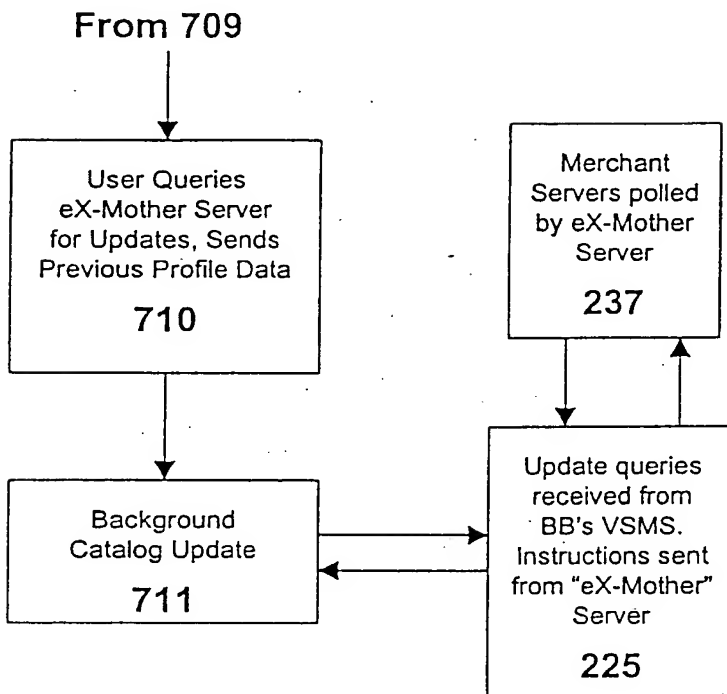 From 709
User Queries
eX-Mother Server
for Updates, Sends
Previous Profile Data
710
Merchant
Servers polled
by eX-Mother
Server
237
Background
Catalog Update
711
Update queries
received from
BB's VSMS.
Instructions sent
from "eX-Mother"
Server
225